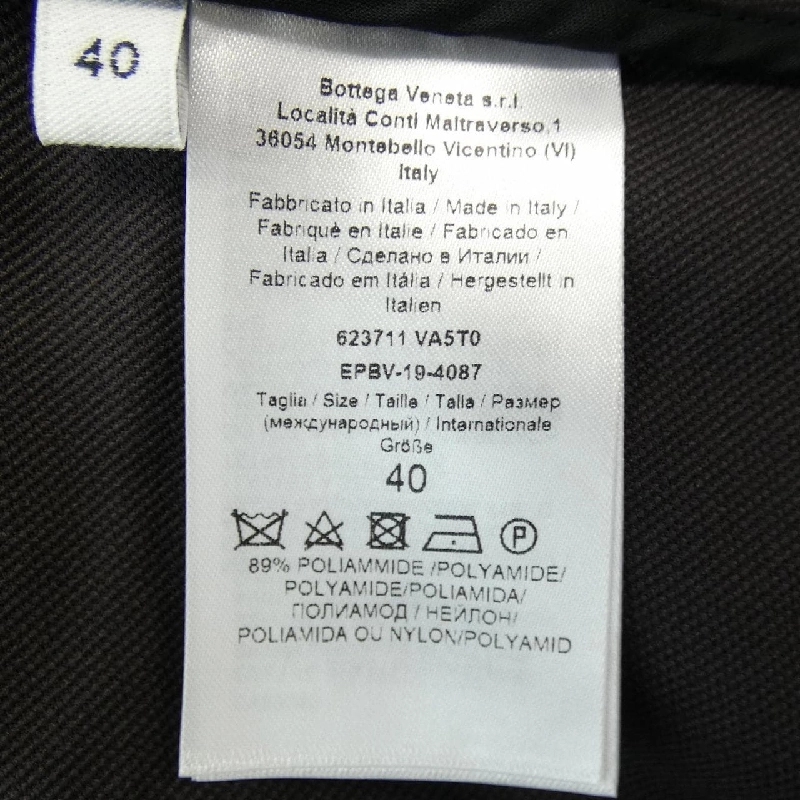 40
Bottega Veneta s.r.l.
Località Conti Maltraverso,1
36054 Montebello Vicentino (VI)
Italy
Fabbricato in Italia / Made in Italy /
Fabriqué en Italie / Fabricado en
Italia / Сделано в Италии /
Fabricado em Itália / Hergestellt in
Italien
623711 VA5T0
EPBV-19-4087
Taglia / Size / Taille / Talla / Размер
(международный) / Internationale
Größe
40
P
89% POLIAMMIDE /POLYAMIDE/
POLYAMIDE/POLIAMIDA/
ПОЛИАМОД / НЕЙЛОН/
POLIAMIDA OU NYLON/POLYAMID